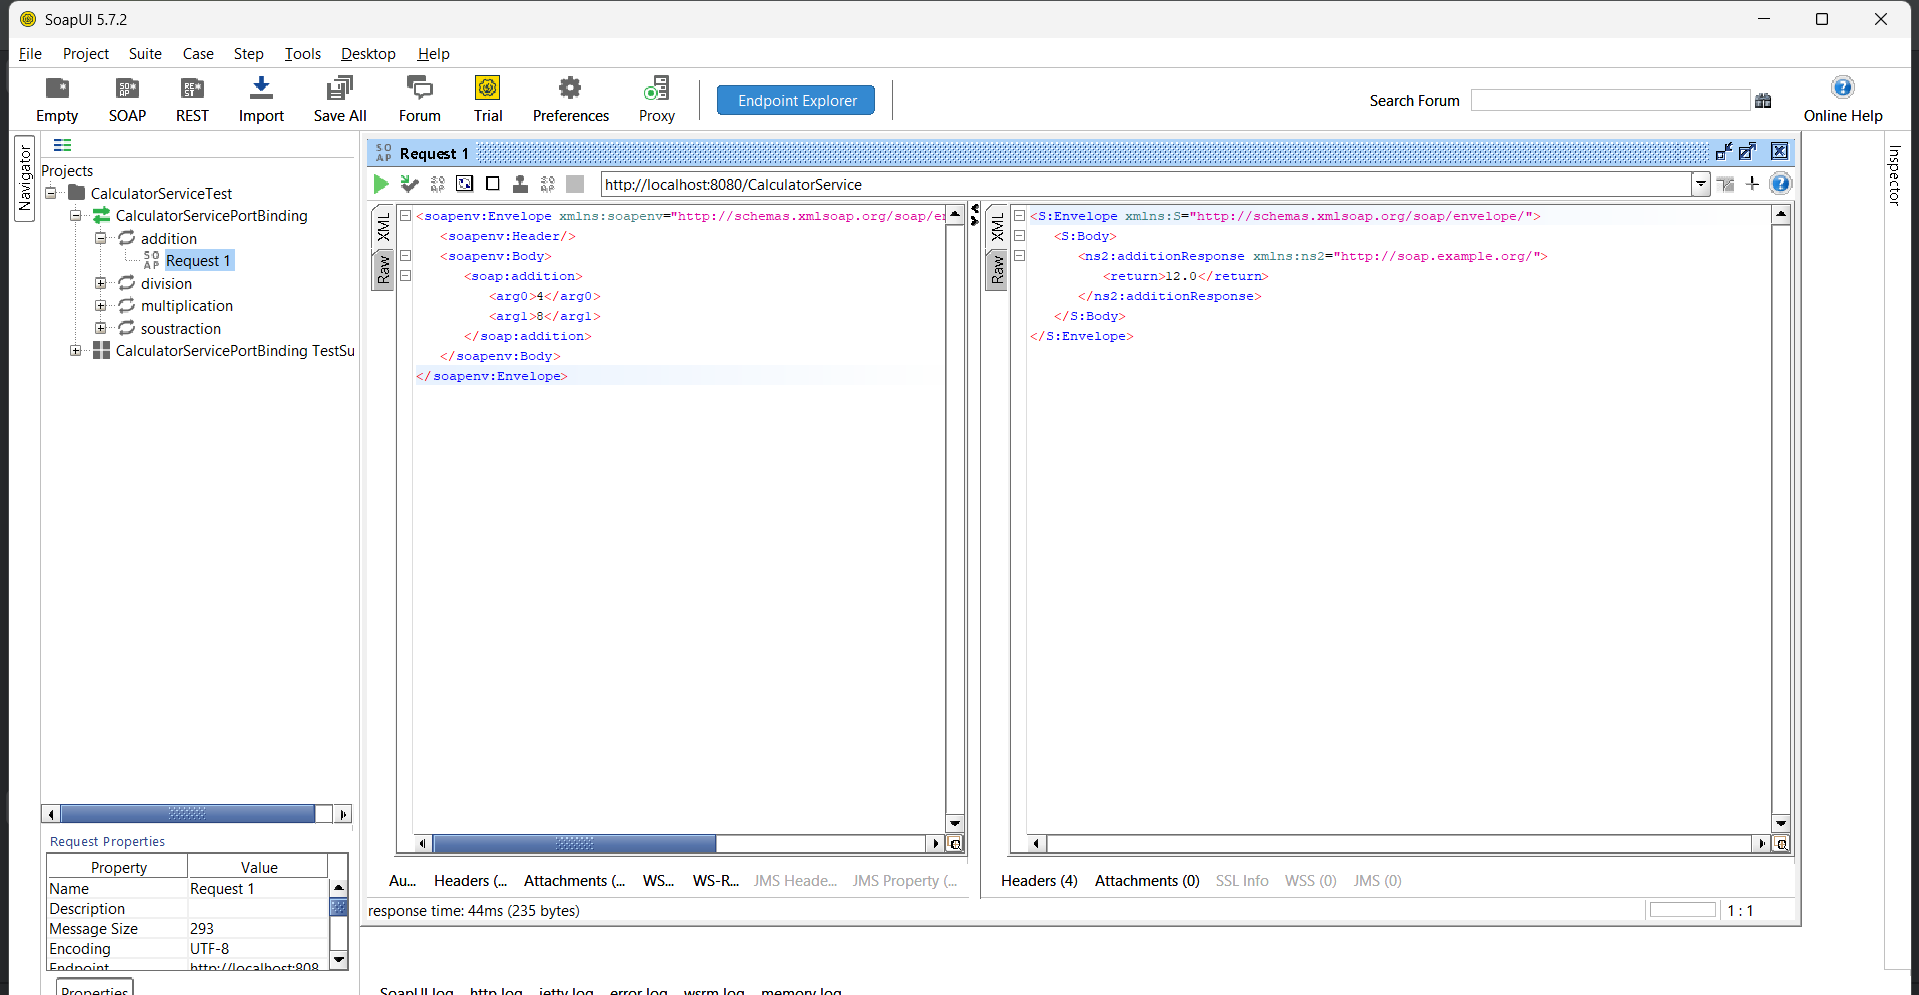 SoapUI 5.7.2
File Project Suite Case Step Tools Desktop Help
Empty SOAP REST Import Save All Forum Trial Preferences Proxy Endpoint Explorer Search Forum Online Help
Navigator
Projects
CalculatorServiceTest
CalculatorServicePortBinding
addition
SOAP Request 1
division
multiplication
soustraction
CalculatorServicePortBinding TestSu
Request Properties
Property Value
Name Request 1
Description
Message Size 293
Encoding UTF-8
Endpoint http://localhost:808
Properties
SOAP Request 1
http://localhost:8080/CalculatorService
XML
Raw
<soapenv:Envelope xmlns:soapenv="http://schemas.xmlsoap.org/soap/en
<soapenv:Header/>
<soapenv:Body>
<soap:addition>
<arg0>4</arg0>
<arg1>8</arg1>
</soap:addition>
</soapenv:Body>
</soapenv:Envelope>
Au... Headers (... Attachments (... WS... WS-R... JMS Heade... JMS Property (...
XML
Raw
<S:Envelope xmlns:S="http://schemas.xmlsoap.org/soap/envelope/">
<S:Body>
<ns2:additionResponse xmlns:ns2="http://soap.example.org/">
<return>12.0</return>
</ns2:additionResponse>
</S:Body>
</S:Envelope>
Headers (4) Attachments (0) SSL Info WSS (0) JMS (0)
response time: 44ms (235 bytes)
1 : 1
Inspector
SoapUI log http log jetty log error log wsrm log memory log